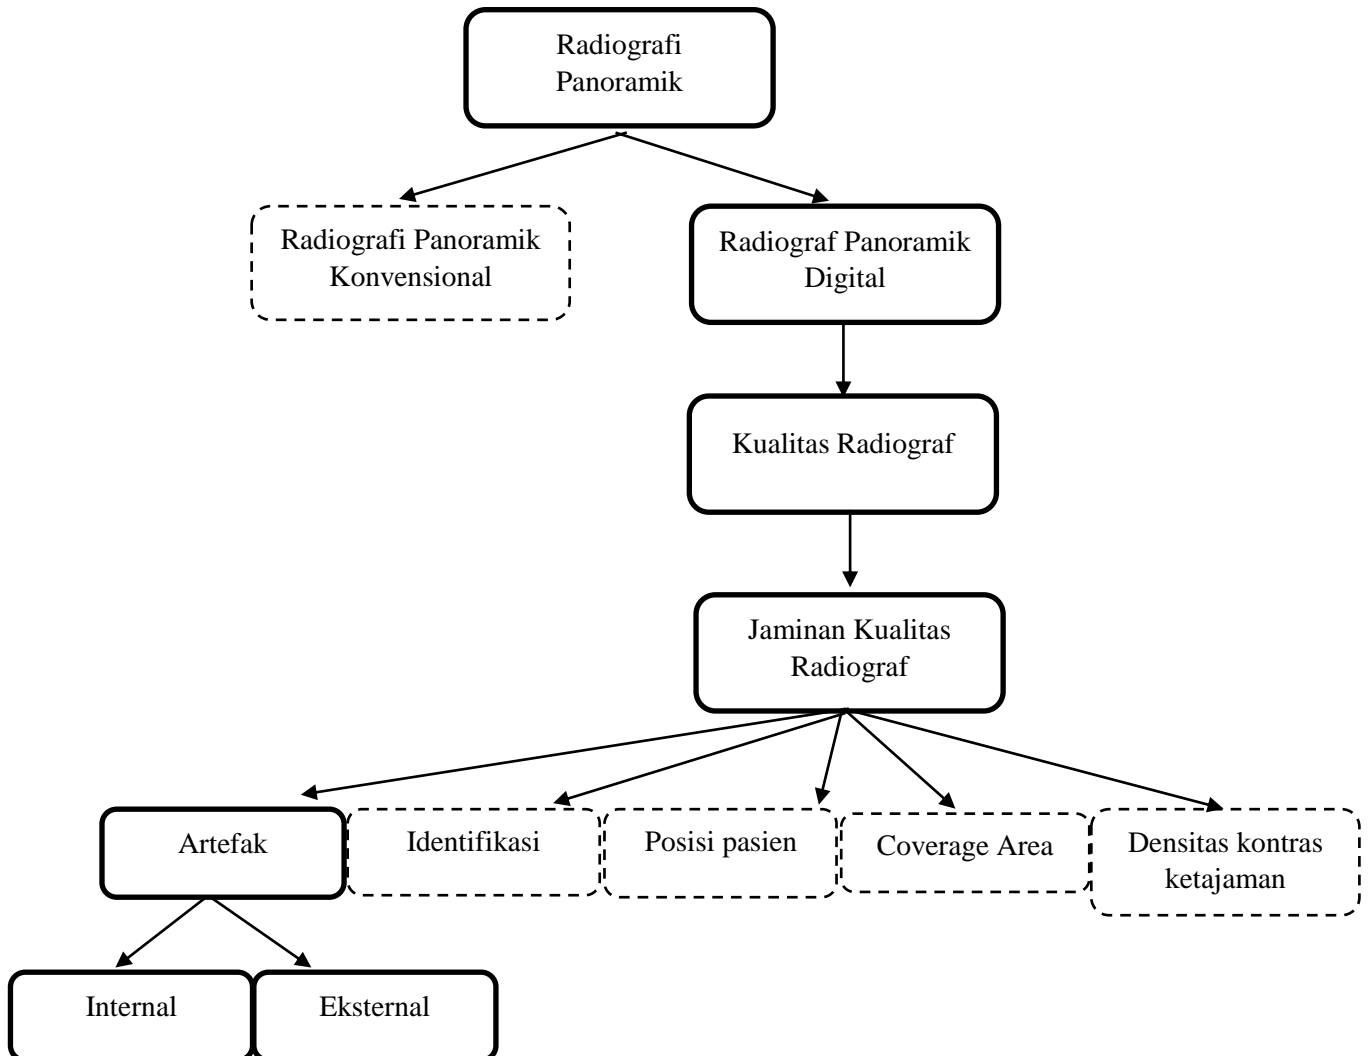 Radiografi
Panoramik
Radiografi Panoramik
Konvensional
Radiograf Panoramik
Digital
Kualitas Radiograf
Jaminan Kualitas
Radiograf
Artefak
Identifikasi
Posisi pasien
Coverage Area
Densitas kontras
ketajaman
Internal
Eksternal